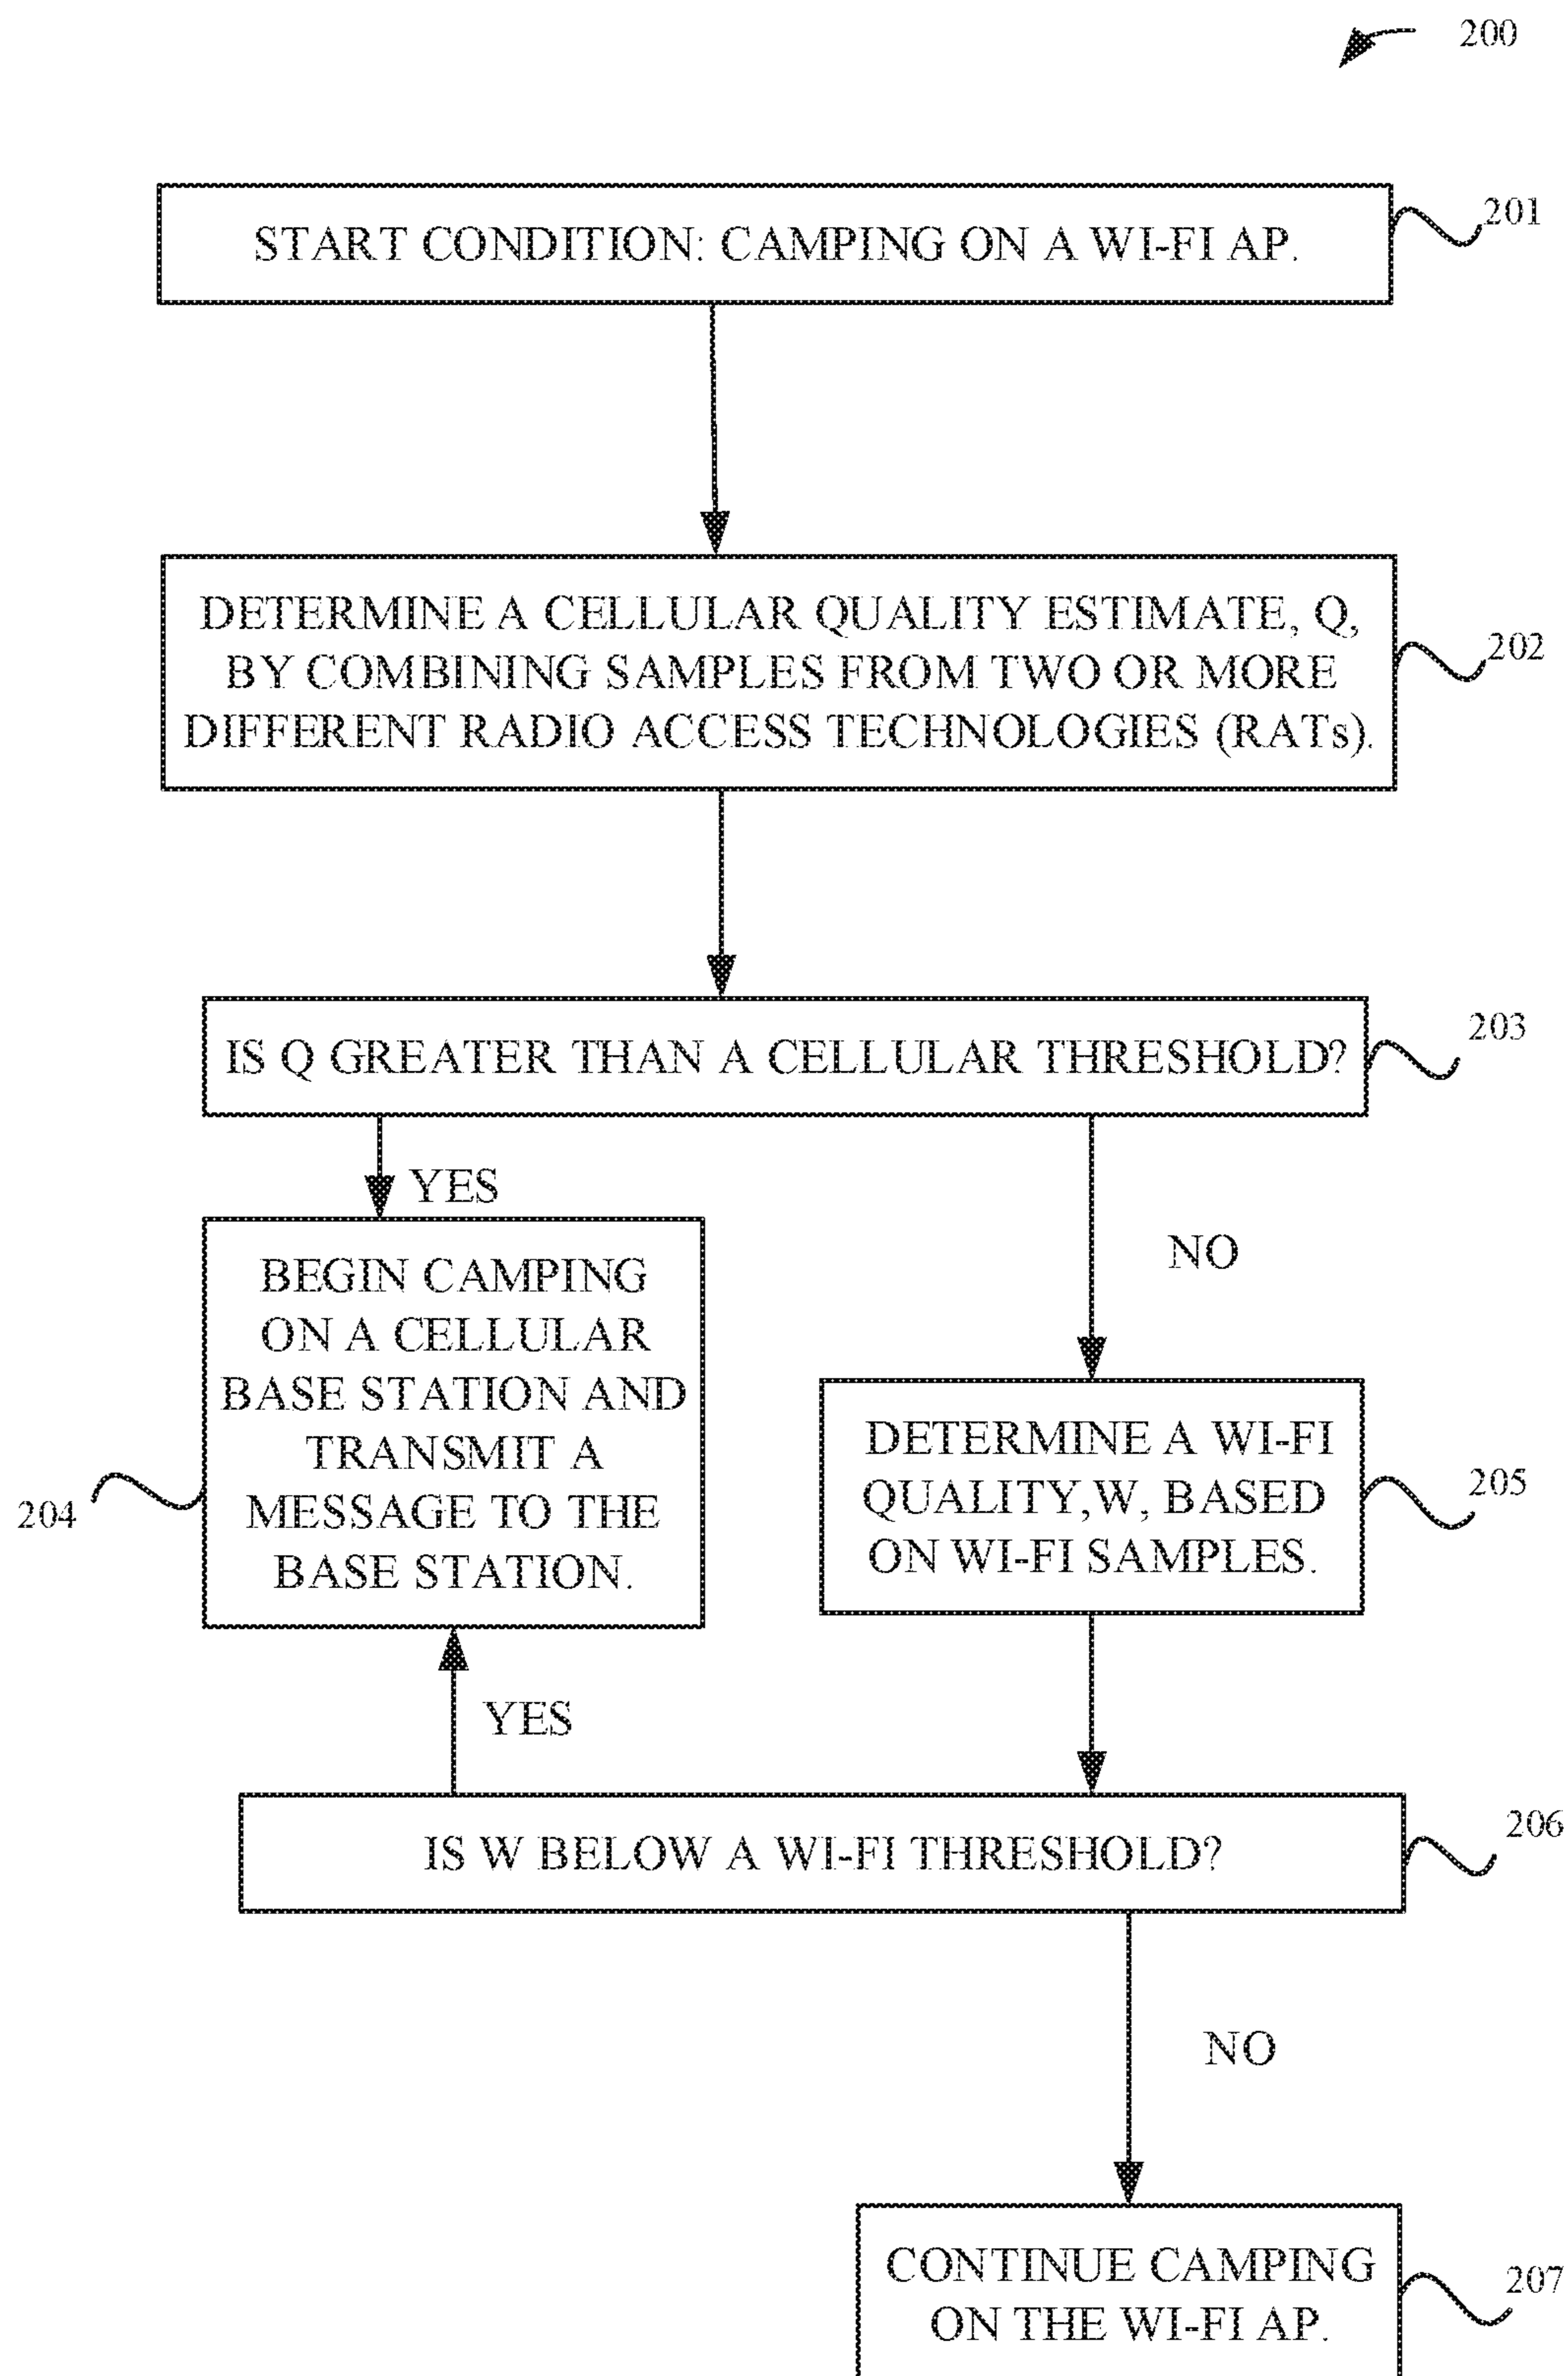 200
START CONDITION: CAMPING ON A WI-FI AP.
201
DETERMINE A CELLULAR QUALITY ESTIMATE, Q,
BY COMBINING SAMPLES FROM TWO OR MORE
DIFFERENT RADIO ACCESS TECHNOLOGIES (RATs).
202
IS Q GREATER THAN A CELLULAR THRESHOLD?
203
YES
NO
BEGIN CAMPING
ON A CELLULAR
BASE STATION AND
TRANSMIT A
MESSAGE TO THE
BASE STATION.
204
DETERMINE A WI-FI
QUALITY,W, BASED
ON WI-FI SAMPLES.
205
YES
IS W BELOW A WI-FI THRESHOLD?
206
NO
CONTINUE CAMPING
ON THE WI-FI AP.
207